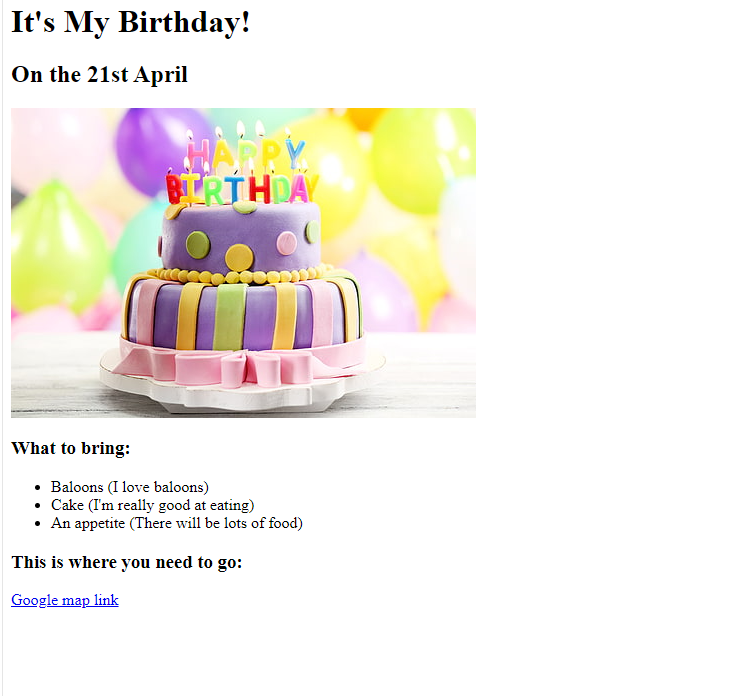 It's My Birthday!
On the 21st April
HAPPY
BIRTHDAY
What to bring:
Baloons (I love baloons)
Cake (I'm really good at eating)
An appetite (There will be lots of food)
This is where you need to go:
Google map link